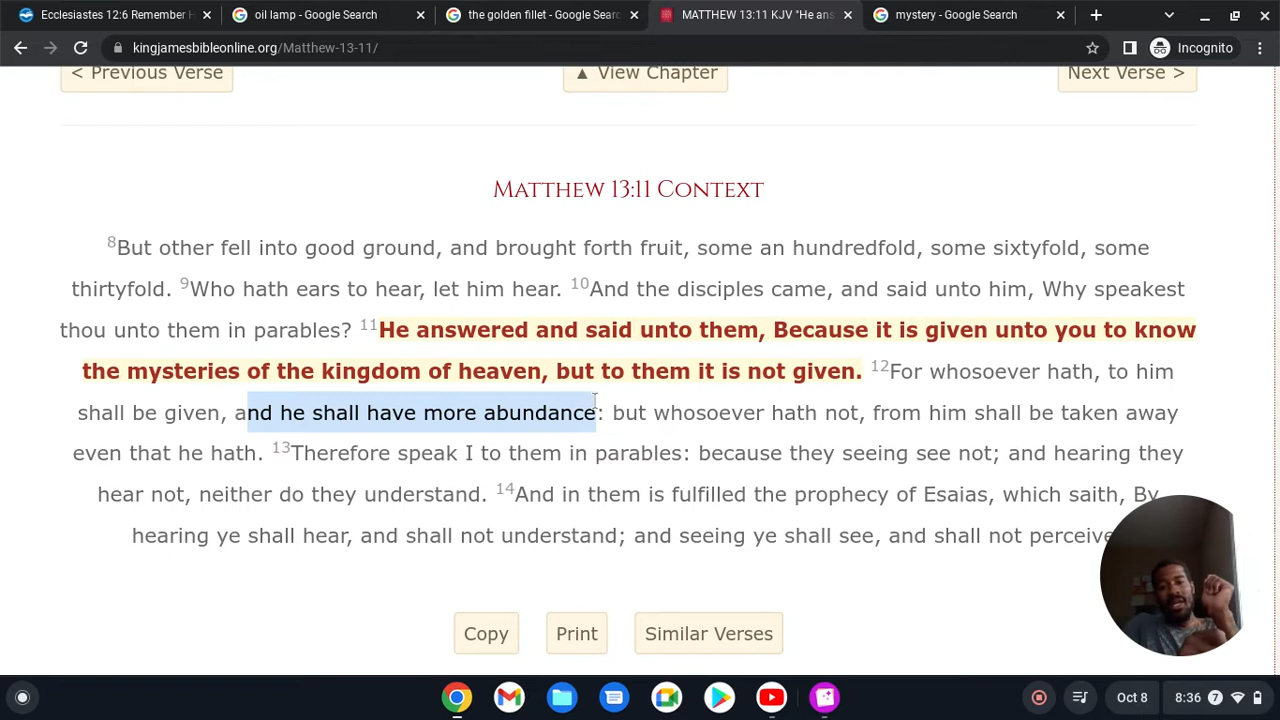 Ecclesiastes 12:6 Remember H
oil lamp - Google Search
the golden fillet - Google Searc
MATTHEW 13:11 KJV "He ans
mystery - Google Search
kingjamesbibleonline.org/Matthew-13-11/
Incognito
< Previous Verse
▲ View Chapter
Next Verse >
Matthew 13:11 Context
8But other fell into good ground, and brought forth fruit, some an hundredfold, some sixtyfold, some
thirtyfold. 9Who hath ears to hear, let him hear. 10And the disciples came, and said unto him, Why speakest
thou unto them in parables? 11He answered and said unto them, Because it is given unto you to know
the mysteries of the kingdom of heaven, but to them it is not given. 12For whosoever hath, to him
shall be given, and he shall have more abundance: but whosoever hath not, from him shall be taken away
even that he hath. 13Therefore speak I to them in parables: because they seeing see not; and hearing they
hear not, neither do they understand. 14And in them is fulfilled the prophecy of Esaias, which saith, By
hearing ye shall hear, and shall not understand; and seeing ye shall see, and shall not perceive
Copy
Print
Similar Verses
Oct 8
8:36
7